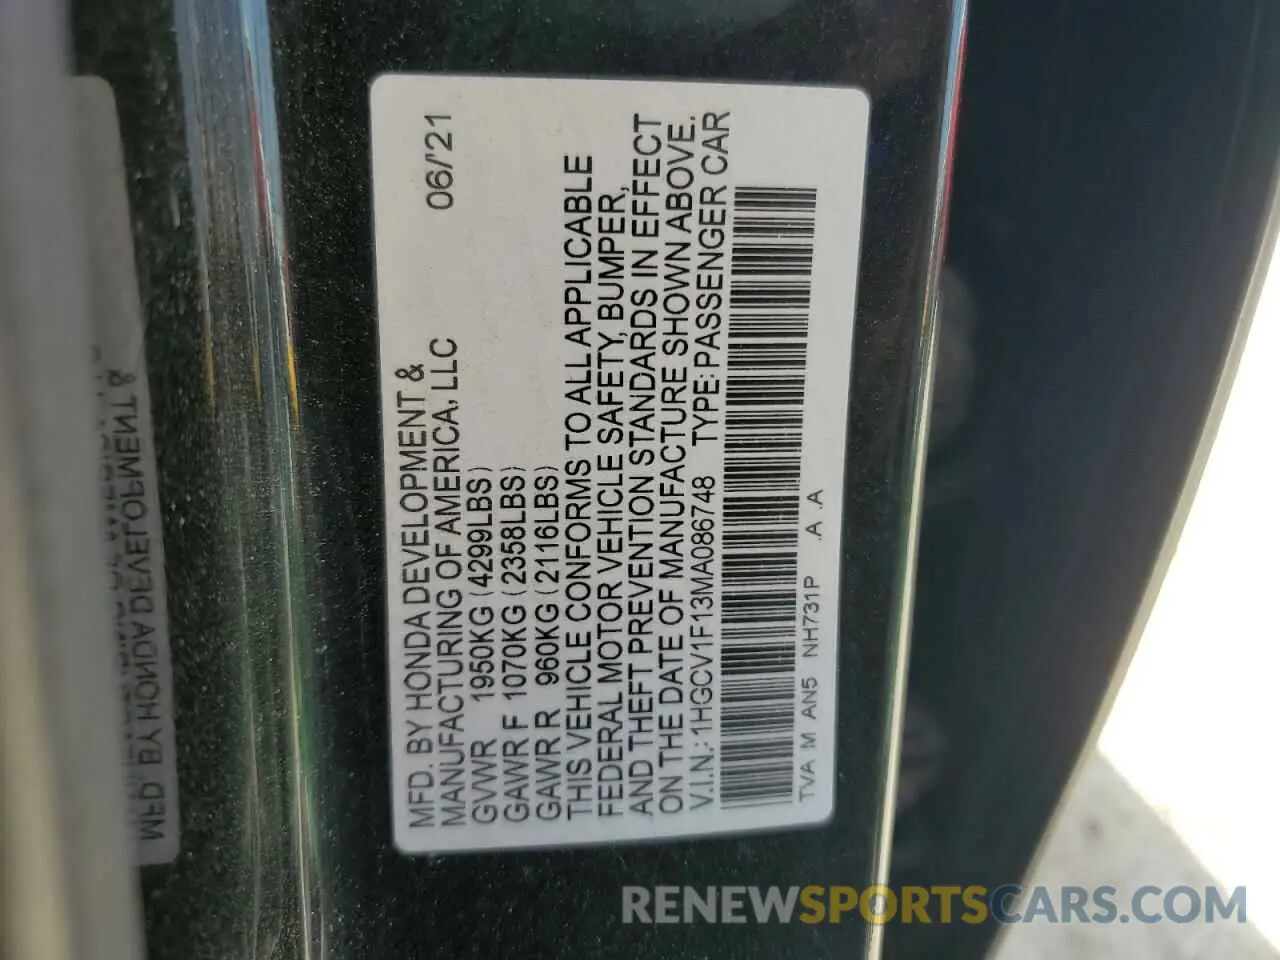 MFD. BY HONDA DEVELOPMENT &
MANUFACTURING OF AMERICA, LLC 06/'21
GVWR 1950KG (4299LBS)
GAWR F 1070KG (2358LBS)
GAWR R 960KG (2116LBS)
THIS VEHICLE CONFORMS TO ALL APPLICABLE
FEDERAL MOTOR VEHICLE SAFETY, BUMPER,
AND THEFT PREVENTION STANDARDS IN EFFECT
ON THE DATE OF MANUFACTURE SHOWN ABOVE.
V.I.N.: 1HGCV1F13MA086748 TYPE: PASSENGER CAR
TVA M AN5 NH731P .A .A
MFD BY HONDA DEVELOPMENT &
RENEWSPORTSCARS.COM